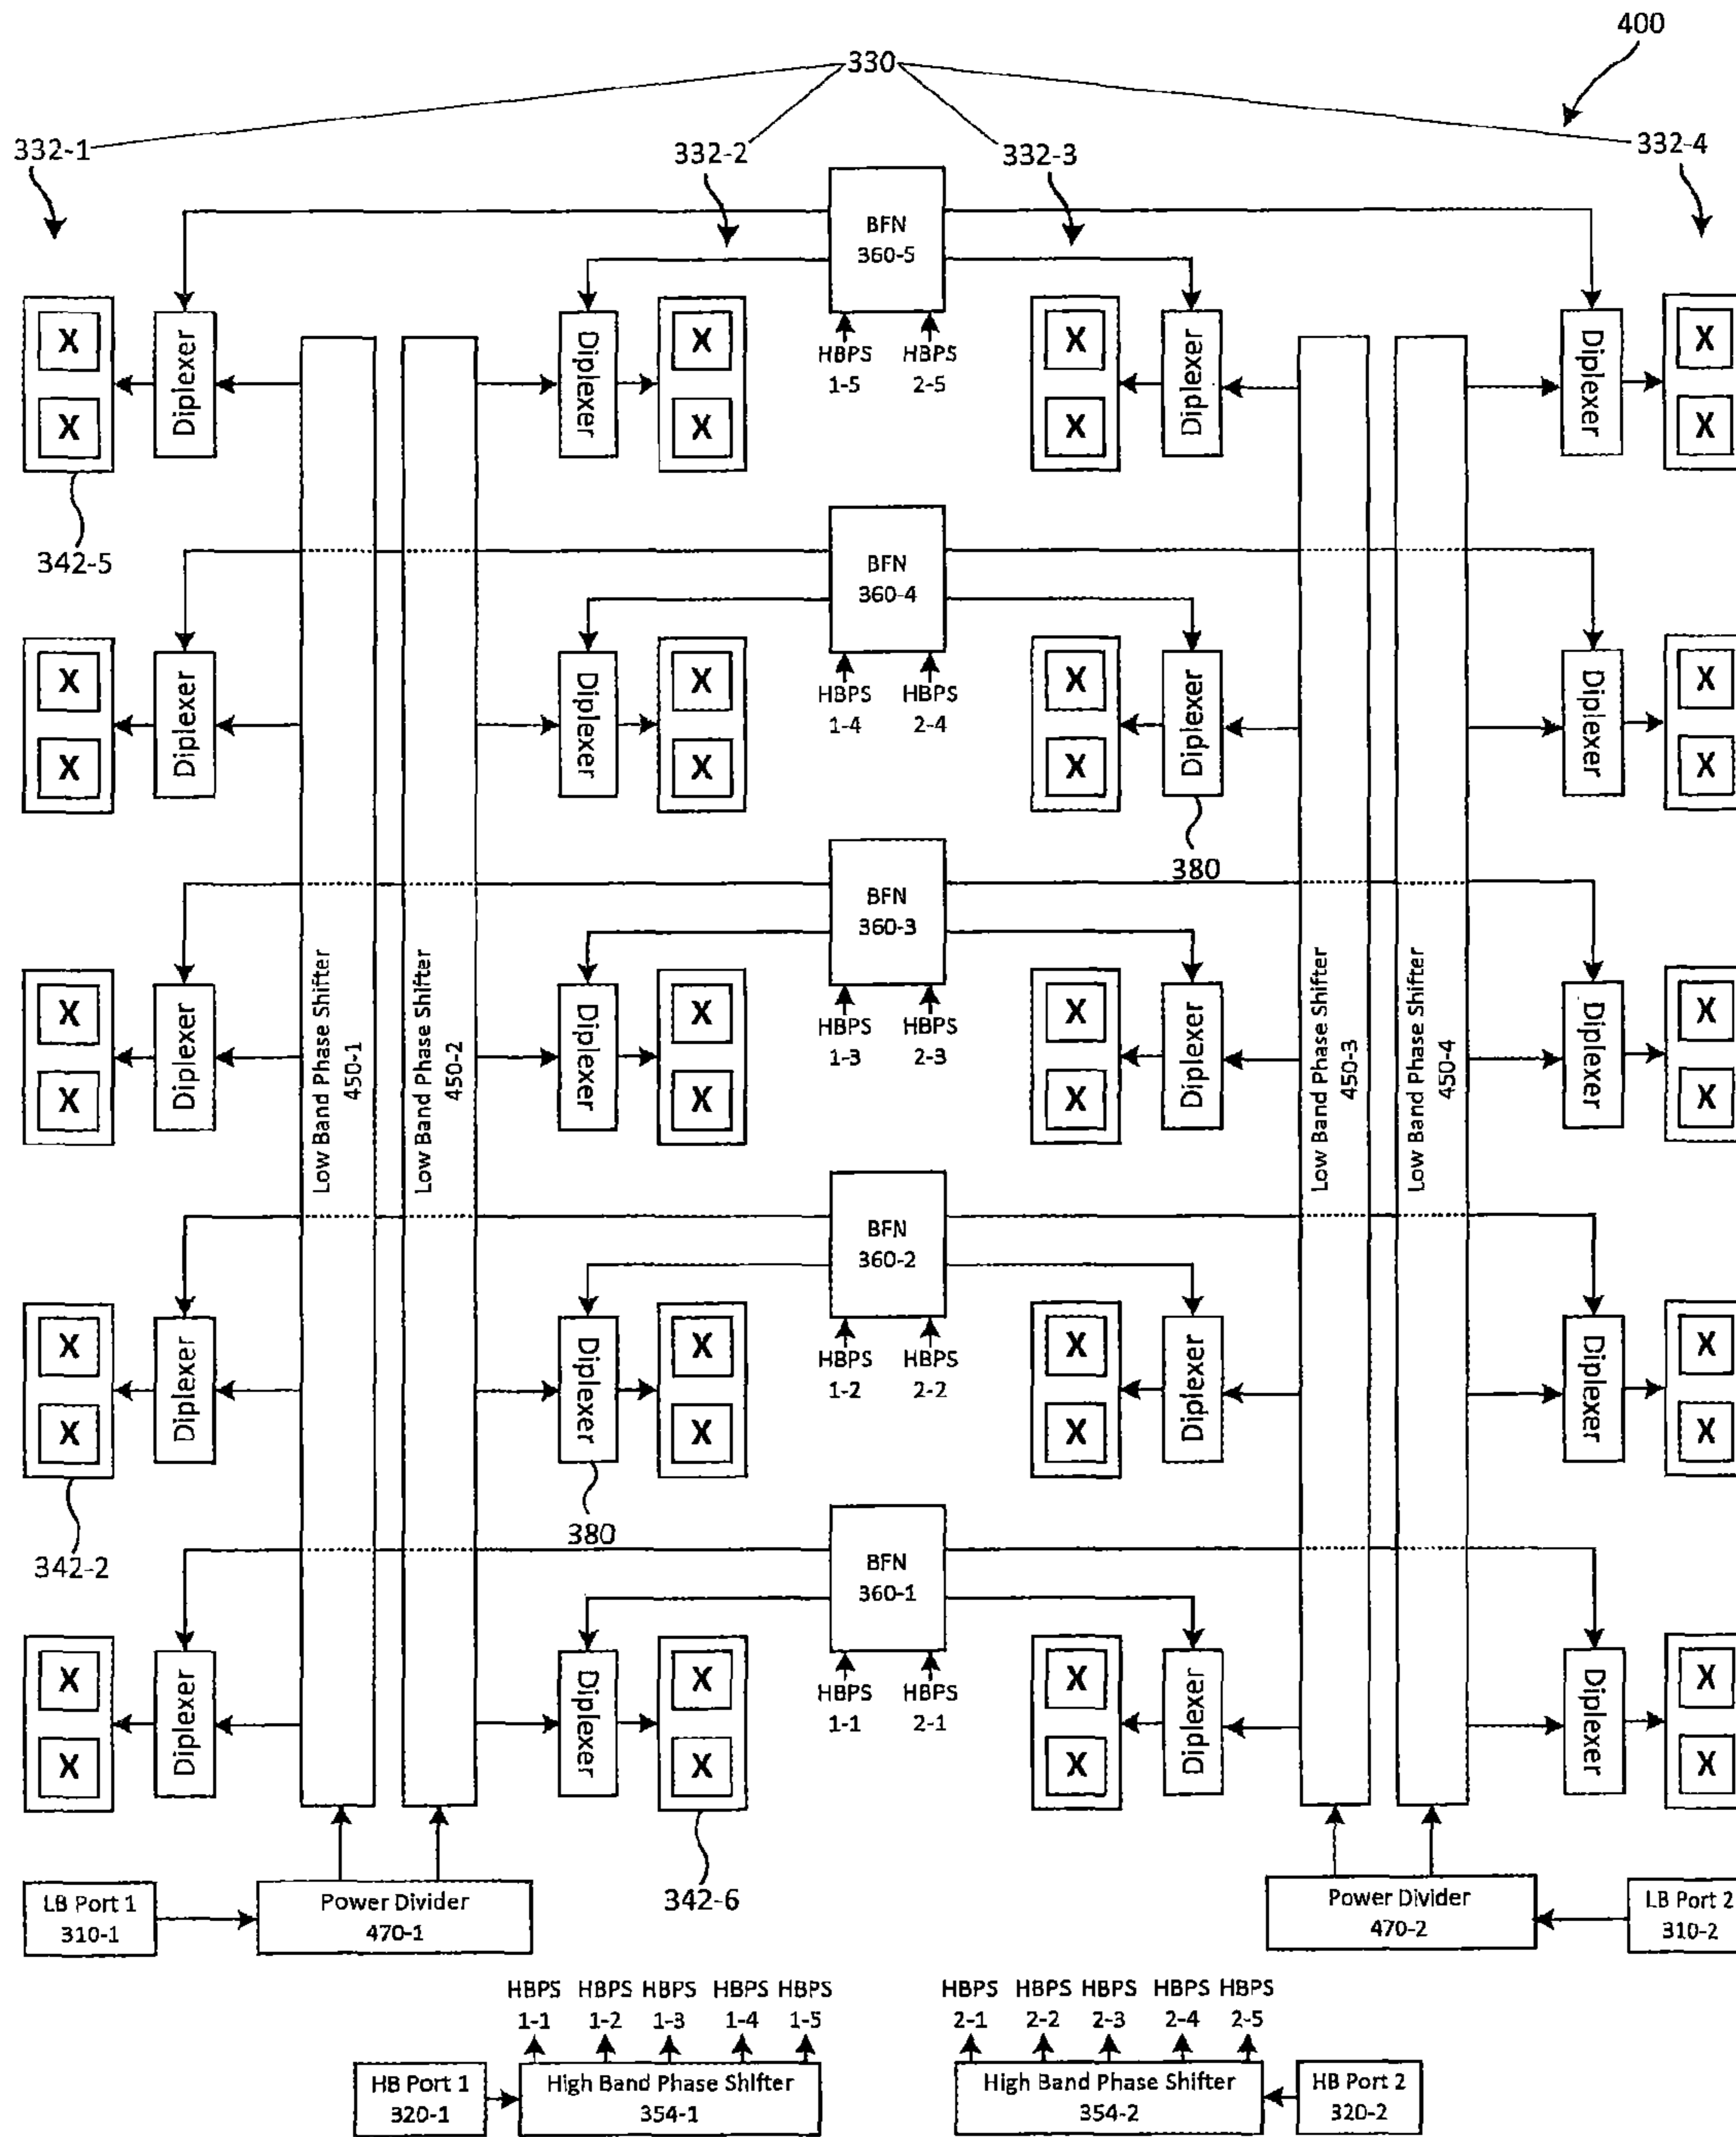 400
330
332-1
332-2
332-3
332-4
BFN
360-5
HBPS
1-5
HBPS
2-5
Diplexer
X
X
Diplexer
X
X
Diplexer
X
X
Diplexer
X
X
342-5
BFN
360-4
HBPS
1-4
HBPS
2-4
Diplexer
X
X
Diplexer
X
X
Diplexer
X
X
Diplexer
X
X
380
BFN
360-3
HBPS
1-3
HBPS
2-3
Diplexer
X
X
Diplexer
X
X
Diplexer
X
X
Diplexer
X
X
Low Band Phase Shifter
450-1
Low Band Phase Shifter
450-2
Low Band Phase Shifter
450-3
Low Band Phase Shifter
450-4
BFN
360-2
HBPS
1-2
HBPS
2-2
Diplexer
X
X
Diplexer
X
X
Diplexer
X
X
Diplexer
X
X
342-2
380
BFN
360-1
HBPS
1-1
HBPS
2-1
Diplexer
X
X
Diplexer
X
X
Diplexer
X
X
Diplexer
X
X
342-6
LB Port 1
310-1
Power Divider
470-1
Power Divider
470-2
LB Port 2
310-2
HBPS HBPS HBPS HBPS HBPS
1-1 1-2 1-3 1-4 1-5
HBPS HBPS HBPS HBPS HBPS
2-1 2-2 2-3 2-4 2-5
HB Port 1
320-1
High Band Phase Shifter
354-1
High Band Phase Shifter
354-2
HB Port 2
320-2